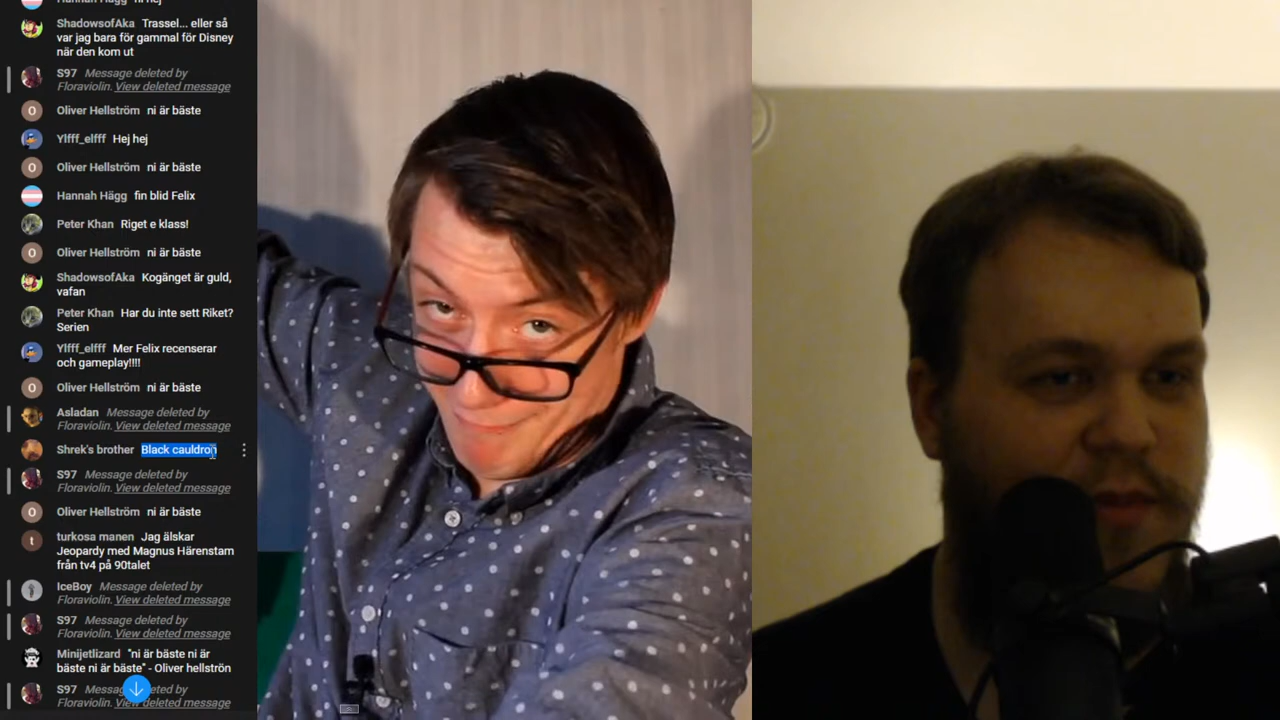 ShadowsofAka Trassel... eller så
var jag bara för gammal för Disney
när den kom ut
S97 Message deleted by
Floraviolin. View deleted message
O Oliver Hellström ni är bäste
Ylfff_elfff Hej hej
O Oliver Hellström ni är bäste
Hannah Hägg fin blid Felix
Peter Khan Riget e klass!
O Oliver Hellström ni är bäste
ShadowsofAka Kogänget är guld,
vafan
Peter Khan Har du inte sett Riket?
Serien
Ylfff_elfff Mer Felix recenserar
och gameplay!!!!
O Oliver Hellström ni är bäste
Asladan Message deleted by
Floraviolin. View deleted message
Shrek's brother Black cauldron
S97 Message deleted by
Floraviolin. View deleted message
O Oliver Hellström ni är bäste
t turkosa manen Jag älskar
Jeopardy med Magnus Härenstam
från tv4 på 90talet
IceBoy Message deleted by
Floraviolin. View deleted message
S97 Message deleted by
Floraviolin. View deleted message
Minijetlizard "ni är bäste ni är
bäste ni är bäste" - Oliver hellströn
S97 Message deleted by
Floraviolin. View deleted message